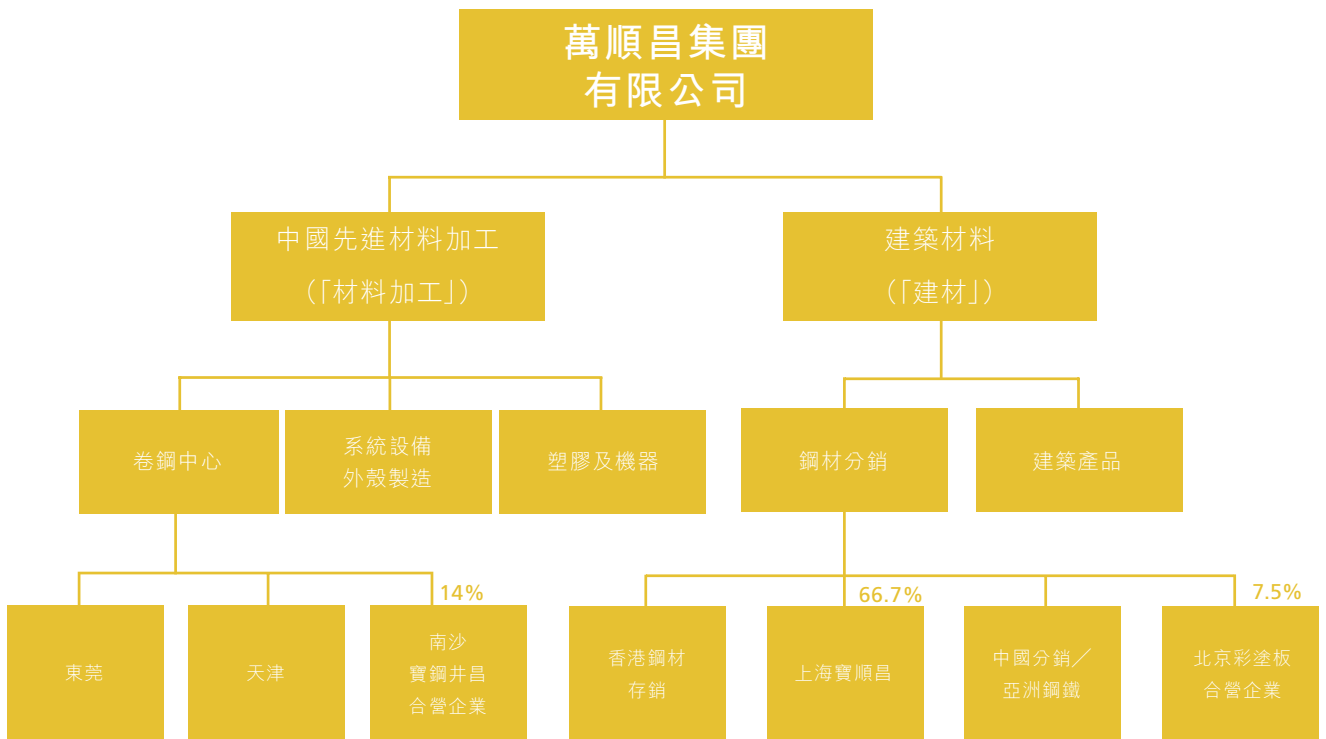 萬順昌集團
有限公司
中國先進材料加工
（「材料加工」）
建築材料
（「建材」）
卷鋼中心
系統設備
外殼製造
塑膠及機器
鋼材分銷
建築產品
14%
66.7%
7.5%
東莞
天津
南沙
寶鋼井昌
合營企業
香港鋼材
存銷
上海寶順昌
中國分銷／
亞洲鋼鐵
北京彩塗板
合營企業